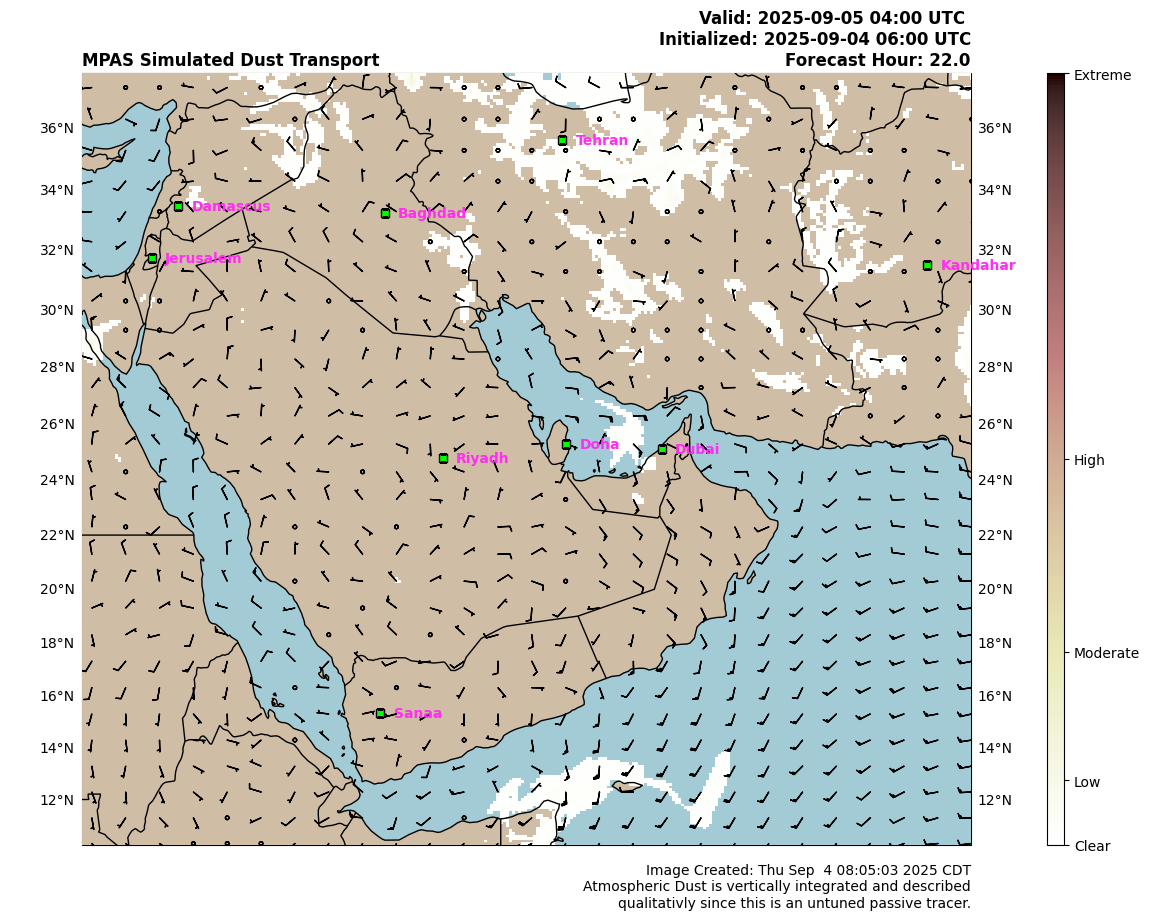 Valid: 2025-09-05 04:00 UTC
Initialized: 2025-09-04 06:00 UTC
MPAS Simulated Dust Transport Forecast Hour: 22.0
Extreme
36°N Tehran 36°N
34°N 34°N
Damascus Baghdad
32°N Jerusalem 32°N Kandahar
30°N 30°N
28°N 28°N
26°N 26°N
Doha Dubai
Riyadh High
24°N 24°N
22°N 22°N
20°N 20°N
18°N 18°N
Moderate
16°N 16°N
Sanaa
14°N 14°N
Low
12°N 12°N
Clear
Image Created: Thu Sep  4 08:05:03 2025 CDT
Atmospheric Dust is vertically integrated and described
qualitativly since this is an untuned passive tracer.